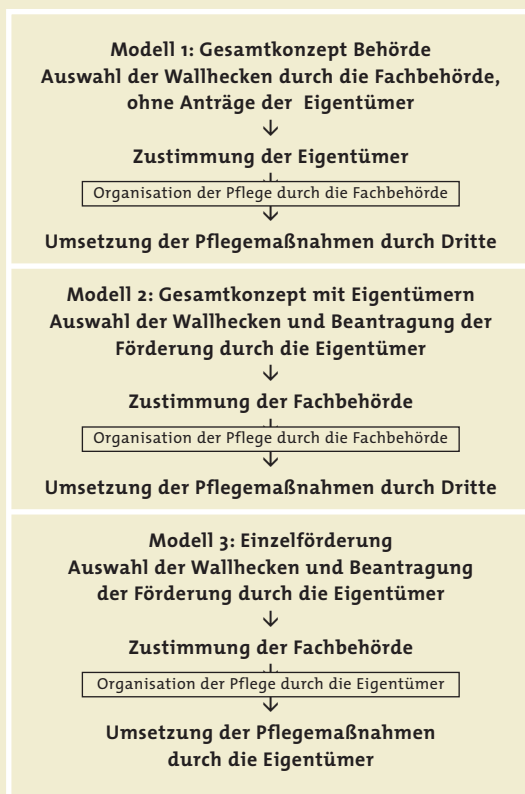 Modell 1: Gesamtkonzept Behörde
Auswahl der Wallhecken durch die Fachbehörde,
ohne Anträge der Eigentümer
↓
Zustimmung der Eigentümer
Organisation der Pflege durch die Fachbehörde
↓
Umsetzung der Pflegemaßnahmen durch Dritte
Modell 2: Gesamtkonzept mit Eigentümern
Auswahl der Wallhecken und Beantragung der
Förderung durch die Eigentümer
↓
Zustimmung der Fachbehörde
Organisation der Pflege durch die Fachbehörde
↓
Umsetzung der Pflegemaßnahmen durch Dritte
Modell 3: Einzelförderung
Auswahl der Wallhecken und Beantragung
der Förderung durch die Eigentümer
↓
Zustimmung der Fachbehörde
Organisation der Pflege durch die Eigentümer
↓
Umsetzung der Pflegemaßnahmen
durch die Eigentümer